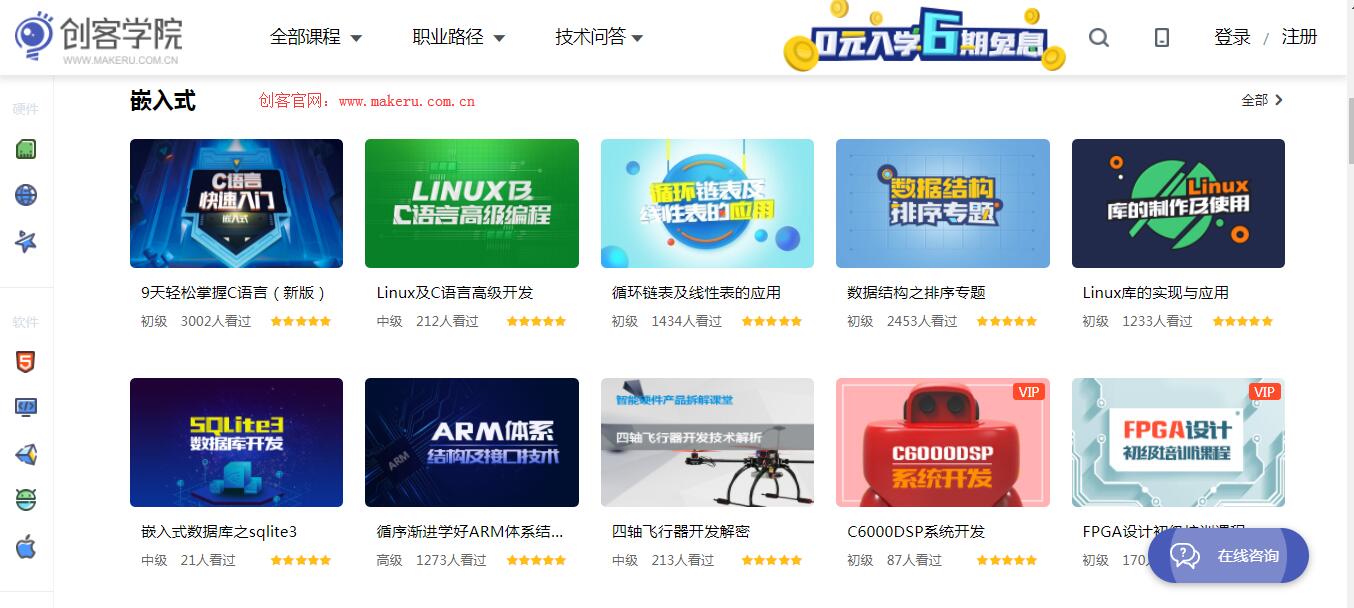 创客学院
WWW.MAKERU.COM.CN
全部课程
职业路径
技术问答
0元入学6期免息
登录 / 注册
硬件
嵌入式
创客官网：www.makeru.com.cn
全部
C语言
快速入门
嵌入式
LINUX及
C语言高级编程
循环链表及
线性表的应用
数据结构
排序专题
Linux
库的制作及使用
9天轻松掌握C语言（新版）
初级 3002人看过
Linux及C语言高级开发
中级 212人看过
循环链表及线性表的应用
初级 1434人看过
数据结构之排序专题
初级 2453人看过
Linux库的实现与应用
初级 1233人看过
软件
SQLite3
数据库开发
ARM体系
结构及接口技术
ARM
智能硬件产品拆解课堂
四轴飞行器开发技术解析
VIP
C6000DSP
系统开发
VIP
FPGA设计
初级培训课程
嵌入式数据库之sqlite3
中级 21人看过
循序渐进学好ARM体系结...
高级 1273人看过
四轴飞行器开发解密
中级 213人看过
C6000DSP系统开发
初级 87人看过
FPGA设计初级培训课程
初级 170
在线咨询